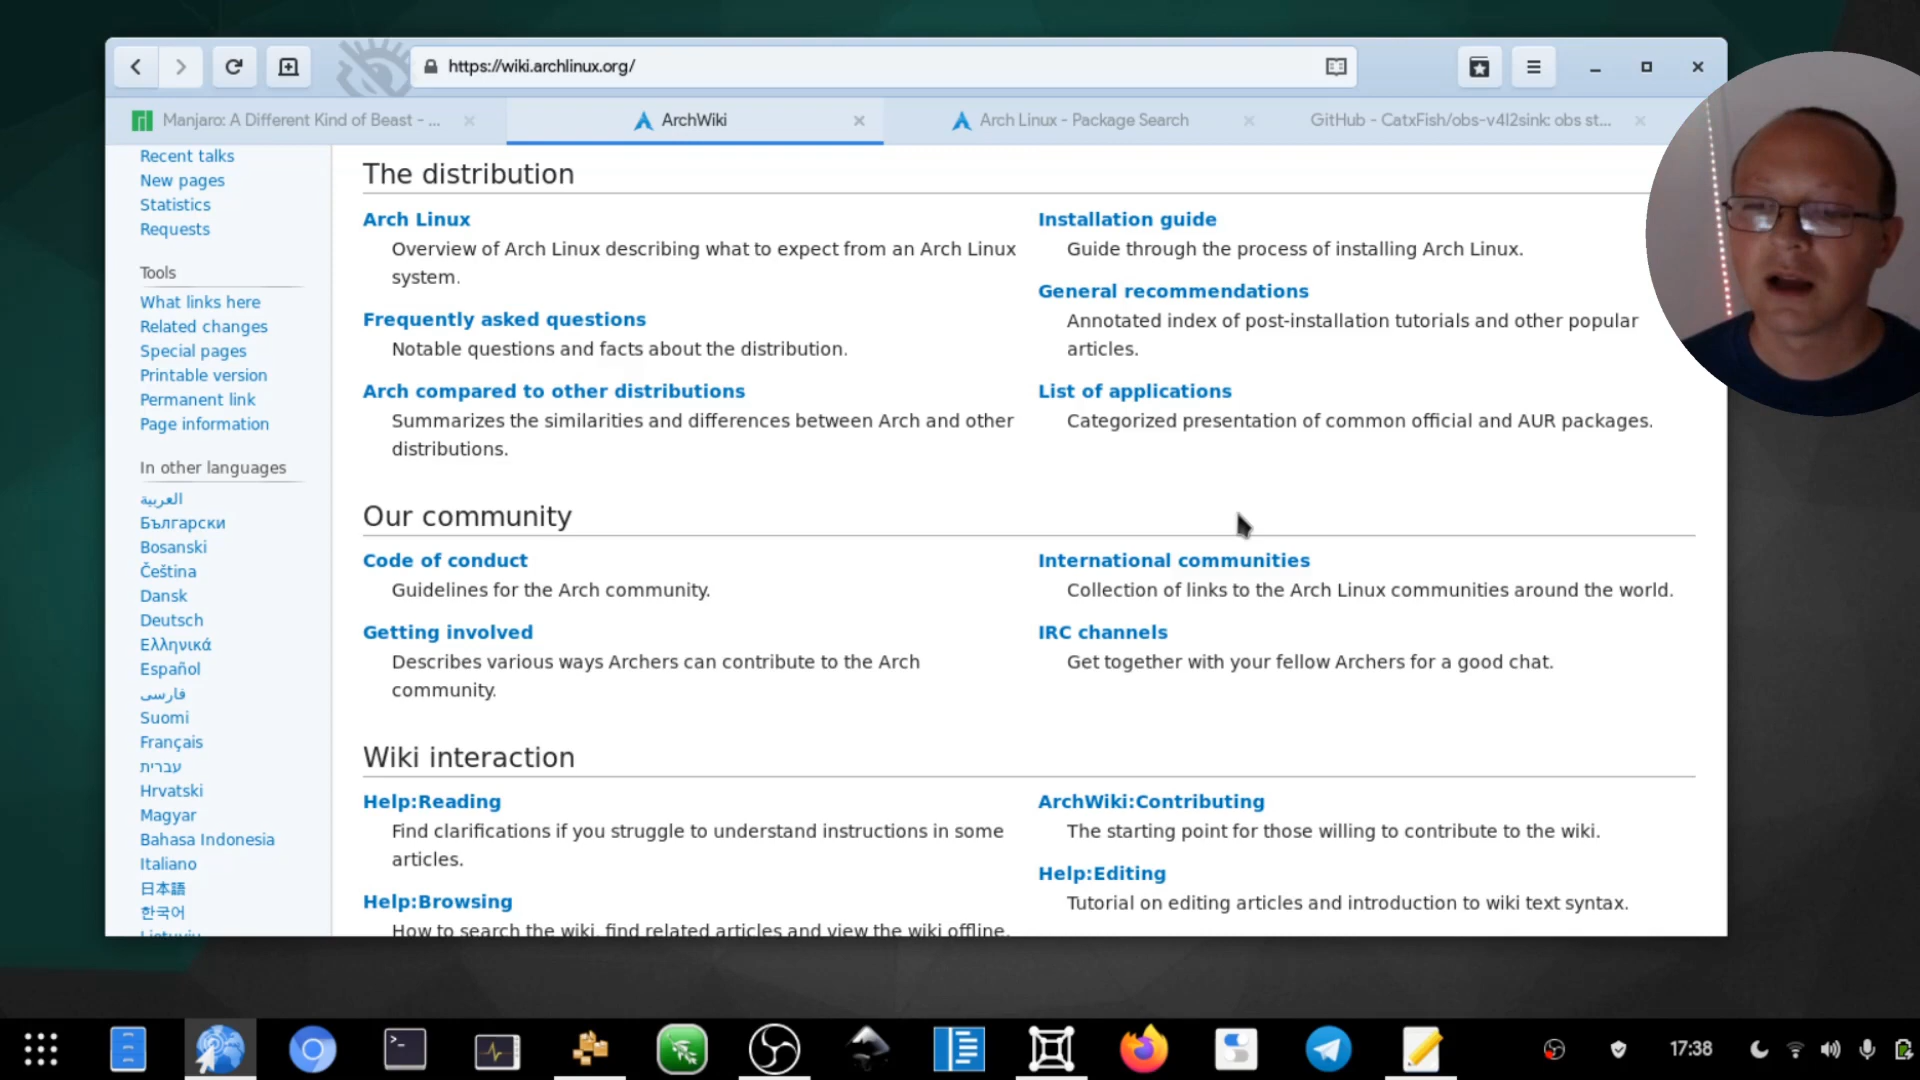 https://wiki.archlinux.org/
Manjaro: A Different Kind of Beast - ...
ArchWiki
Arch Linux - Package Search
GitHub - CatxFish/obs-v4l2sink: obs st...
Recent talks
New pages
Statistics
Requests
Tools
What links here
Related changes
Special pages
Printable version
Permanent link
Page information
In other languages
العربية
Български
Bosanski
Čeština
Dansk
Deutsch
Ελληνικά
Español
فارسی
Suomi
Français
עברית
Hrvatski
Magyar
Bahasa Indonesia
Italiano
日本語
한국어
The distribution
Arch Linux
Overview of Arch Linux describing what to expect from an Arch Linux
system.
Frequently asked questions
Notable questions and facts about the distribution.
Arch compared to other distributions
Summarizes the similarities and differences between Arch and other
distributions.
Installation guide
Guide through the process of installing Arch Linux.
General recommendations
Annotated index of post-installation tutorials and other popular
articles.
List of applications
Categorized presentation of common official and AUR packages.
Our community
Code of conduct
Guidelines for the Arch community.
Getting involved
Describes various ways Archers can contribute to the Arch
community.
International communities
Collection of links to the Arch Linux communities around the world.
IRC channels
Get together with your fellow Archers for a good chat.
Wiki interaction
Help:Reading
Find clarifications if you struggle to understand instructions in some
articles.
Help:Browsing
How to search the wiki, find related articles and view the wiki offline.
ArchWiki:Contributing
The starting point for those willing to contribute to the wiki.
Help:Editing
Tutorial on editing articles and introduction to wiki text syntax.
17:38